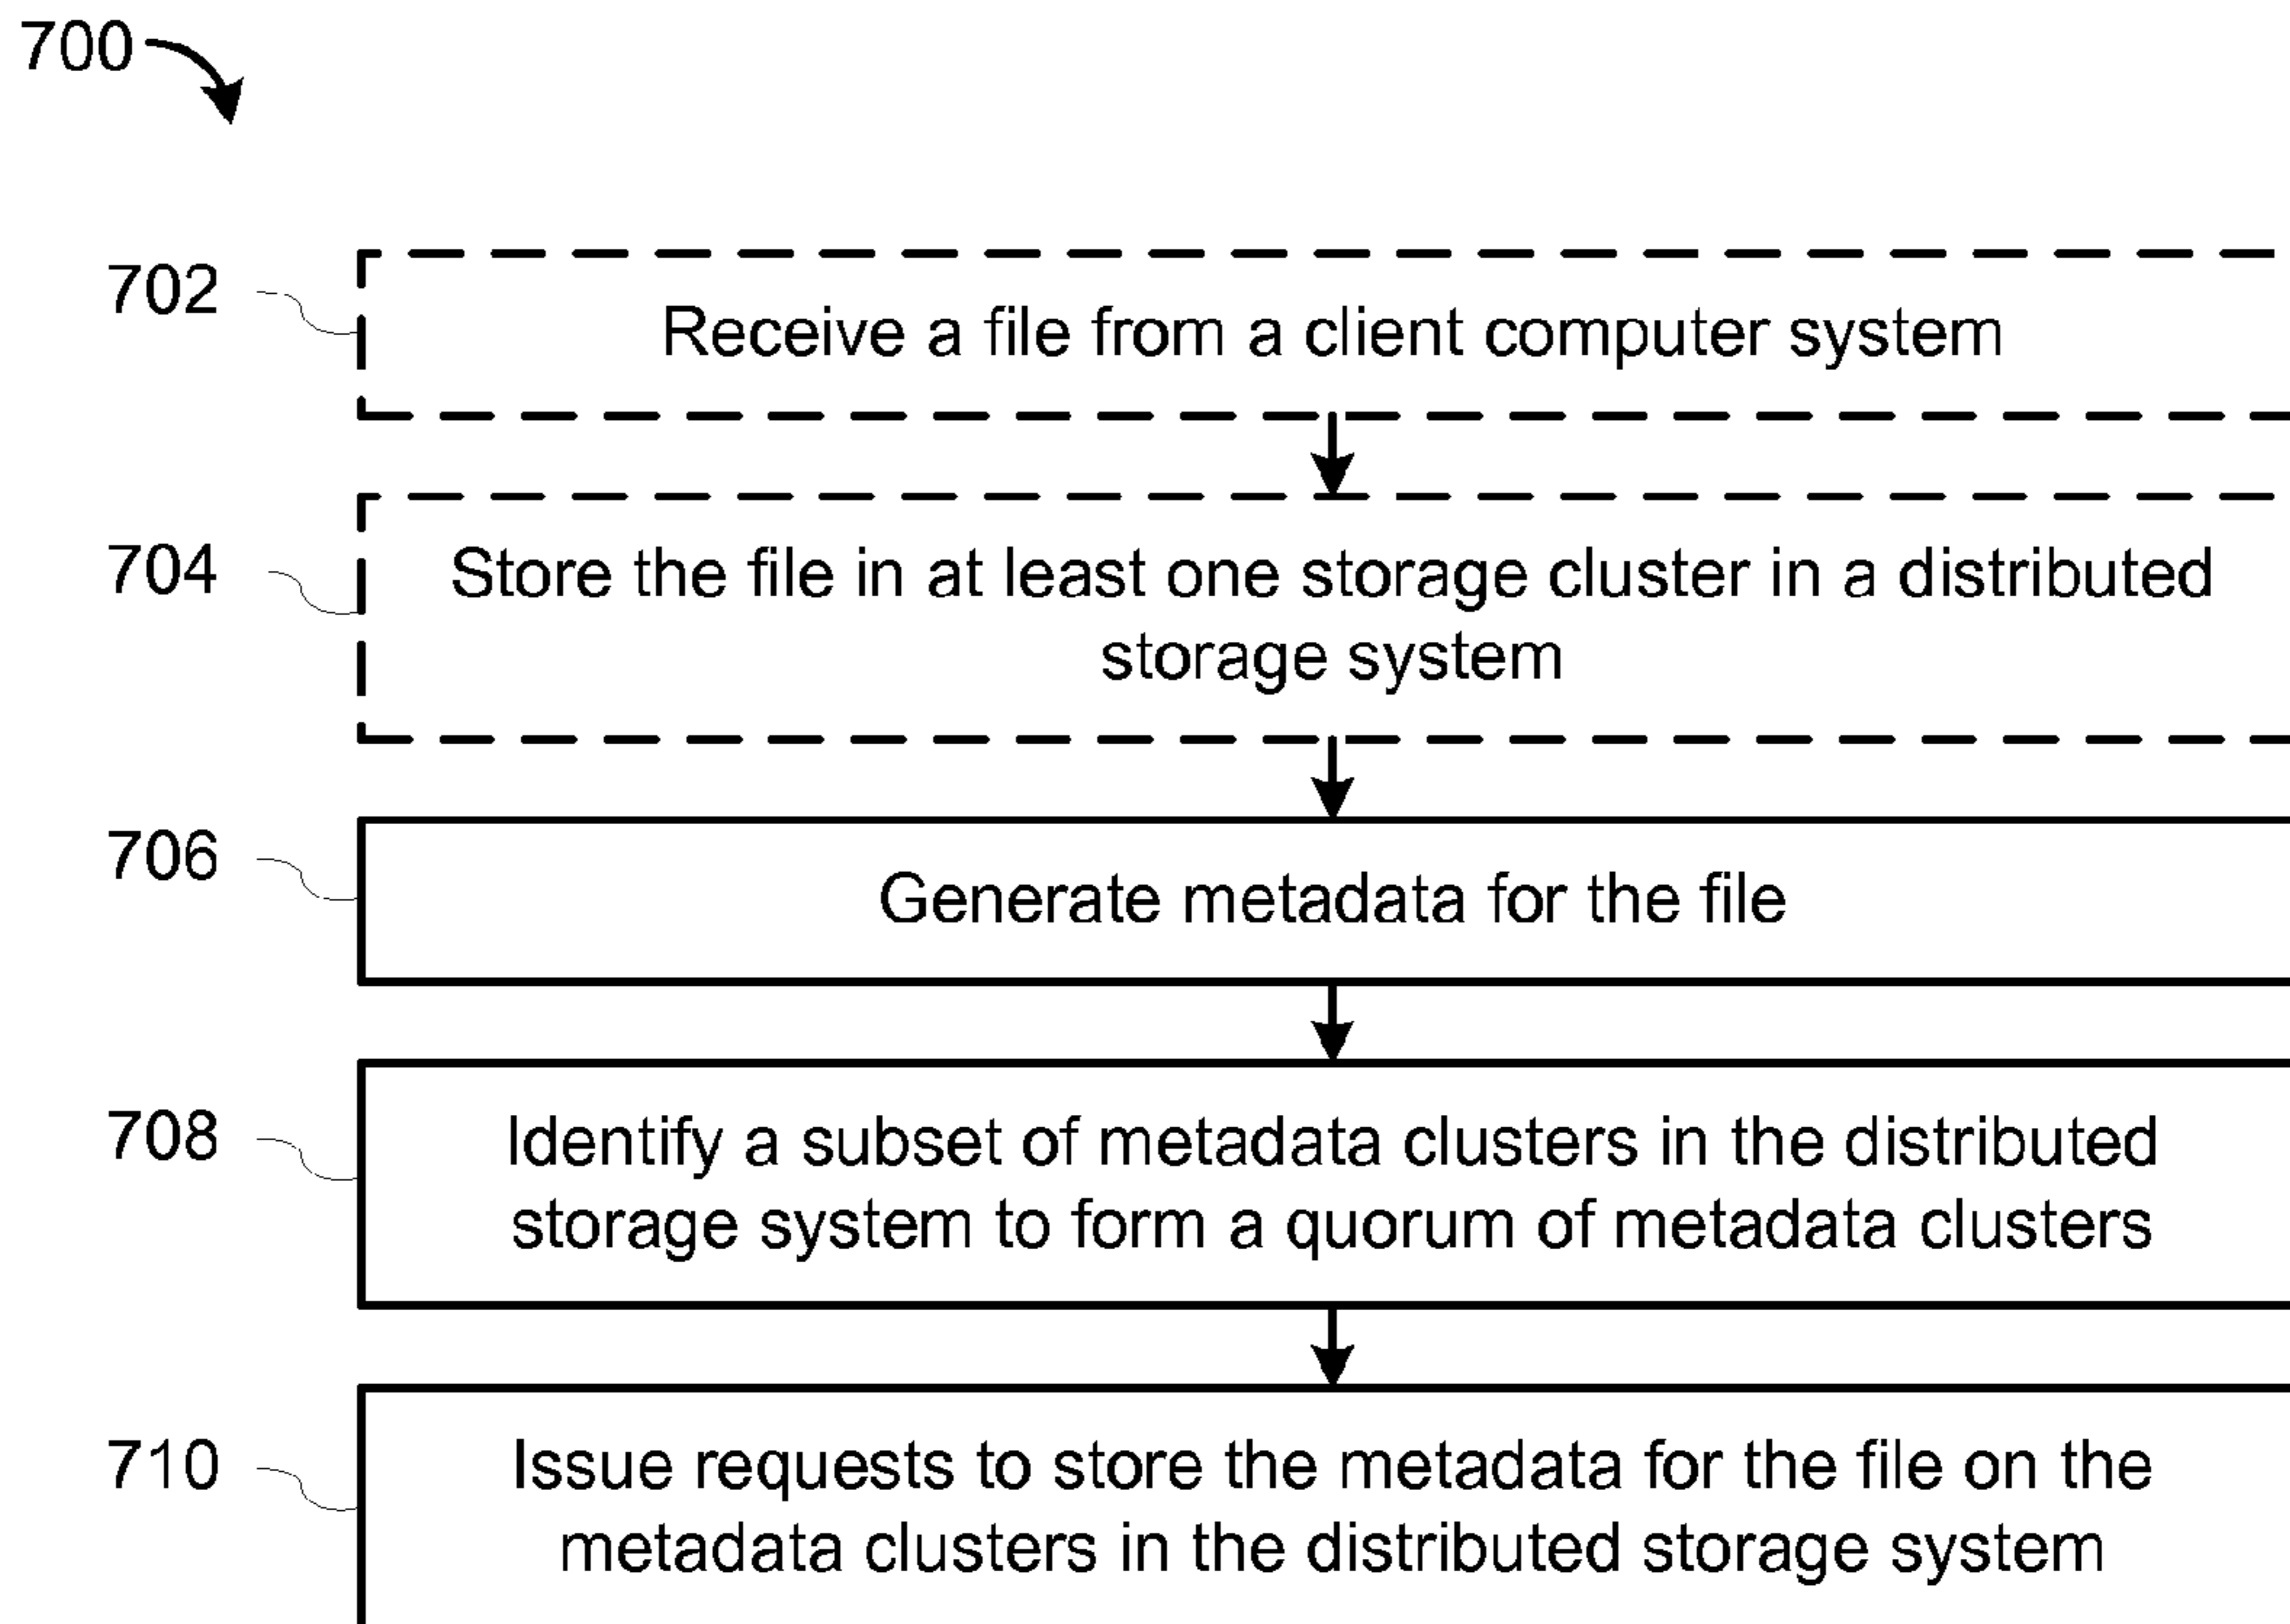 700
702
Receive a file from a client computer system
704
Store the file in at least one storage cluster in a distributed
storage system
706
Generate metadata for the file
708
Identify a subset of metadata clusters in the distributed
storage system to form a quorum of metadata clusters
710
Issue requests to store the metadata for the file on the
metadata clusters in the distributed storage system